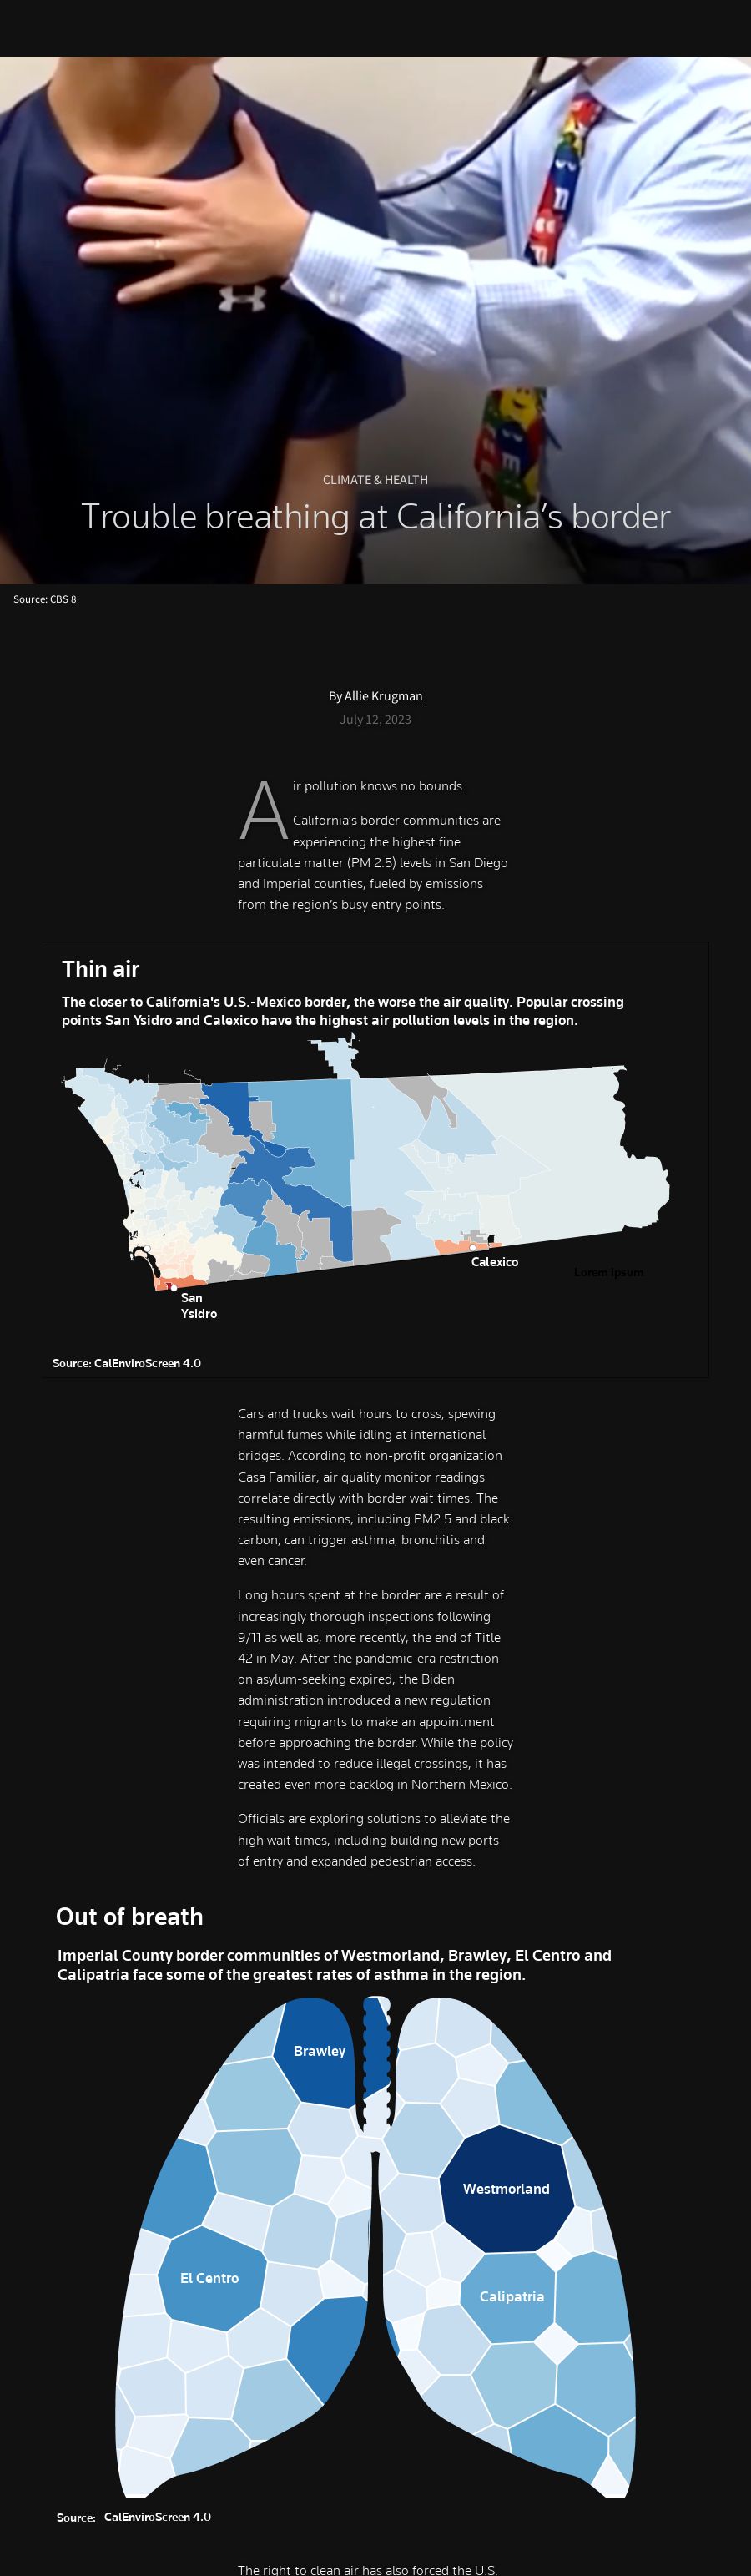 CLIMATE & HEALTH
Trouble breathing at California’s border
Source: CBS 8
By Allie Krugman
July 12, 2023
Air pollution knows no bounds.
California’s border communities are
experiencing the highest fine
particulate matter (PM 2.5) levels in San Diego
and Imperial counties, fueled by emissions
from the region’s busy entry points.
Thin air
The closer to California's U.S.-Mexico border, the worse the air quality. Popular crossing
points San Ysidro and Calexico have the highest air pollution levels in the region.
Calexico
Lorem ipsum
San
Ysidro
Source: CalEnviroScreen 4.0
Cars and trucks wait hours to cross, spewing
harmful fumes while idling at international
bridges. According to non-profit organization
Casa Familiar, air quality monitor readings
correlate directly with border wait times. The
resulting emissions, including PM2.5 and black
carbon, can trigger asthma, bronchitis and
even cancer.
Long hours spent at the border are a result of
increasingly thorough inspections following
9/11 as well as, more recently, the end of Title
42 in May. After the pandemic-era restriction
on asylum-seeking expired, the Biden
administration introduced a new regulation
requiring migrants to make an appointment
before approaching the border. While the policy
was intended to reduce illegal crossings, it has
created even more backlog in Northern Mexico.
Officials are exploring solutions to alleviate the
high wait times, including building new ports
of entry and expanded pedestrian access.
Out of breath
Imperial County border communities of Westmorland, Brawley, El Centro and
Calipatria face some of the greatest rates of asthma in the region.
Brawley
Westmorland
El Centro
Calipatria
Source: CalEnviroScreen 4.0
The right to clean air has also forced the U.S.